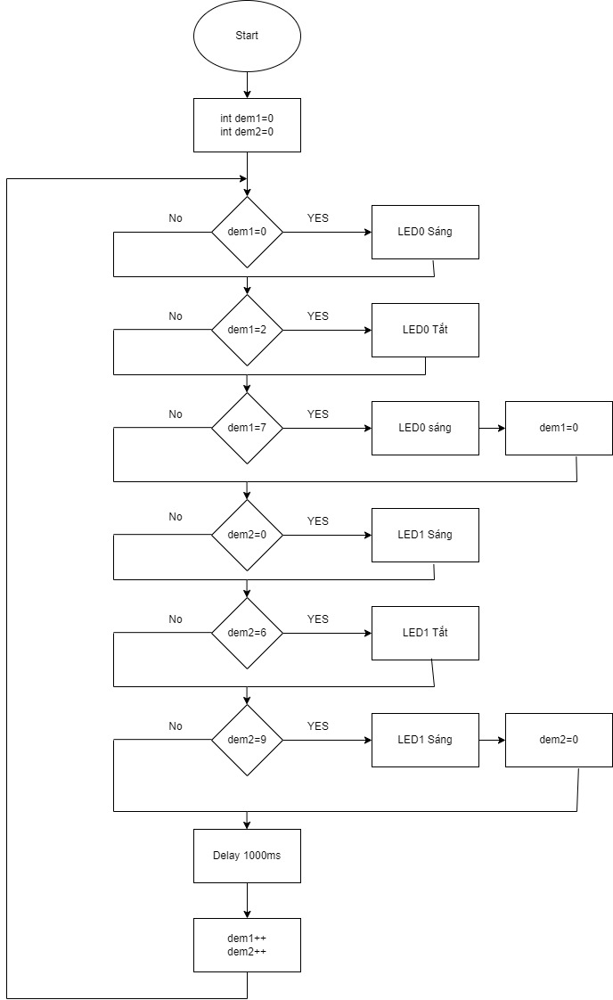 Start
int dem1=0
int dem2=0
No
YES
dem1=0
LED0 Sáng
No
YES
dem1=2
LED0 Tắt
No
YES
dem1=7
LED0 sáng
dem1=0
No
YES
dem2=0
LED1 Sáng
No
YES
dem2=6
LED1 Tắt
No
YES
dem2=9
LED1 Sáng
dem2=0
Delay 1000ms
dem1++
dem2++